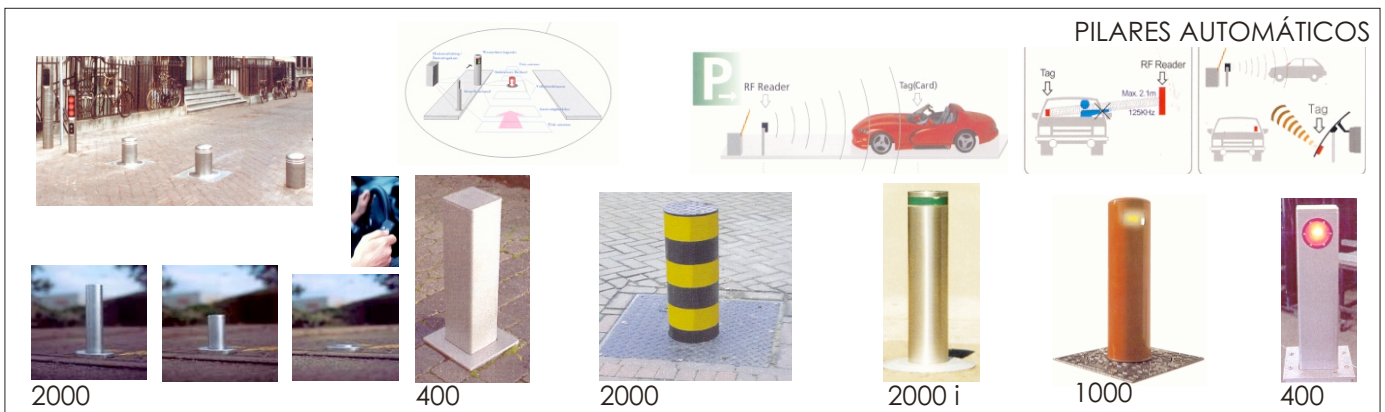 PILARES AUTOMÁTICOS
P
RF Reader
Tag(Card)
Tag
RF Reader
Max. 2.1m
125KHz
Tag
2000
400
2000
2000 i
1000
400